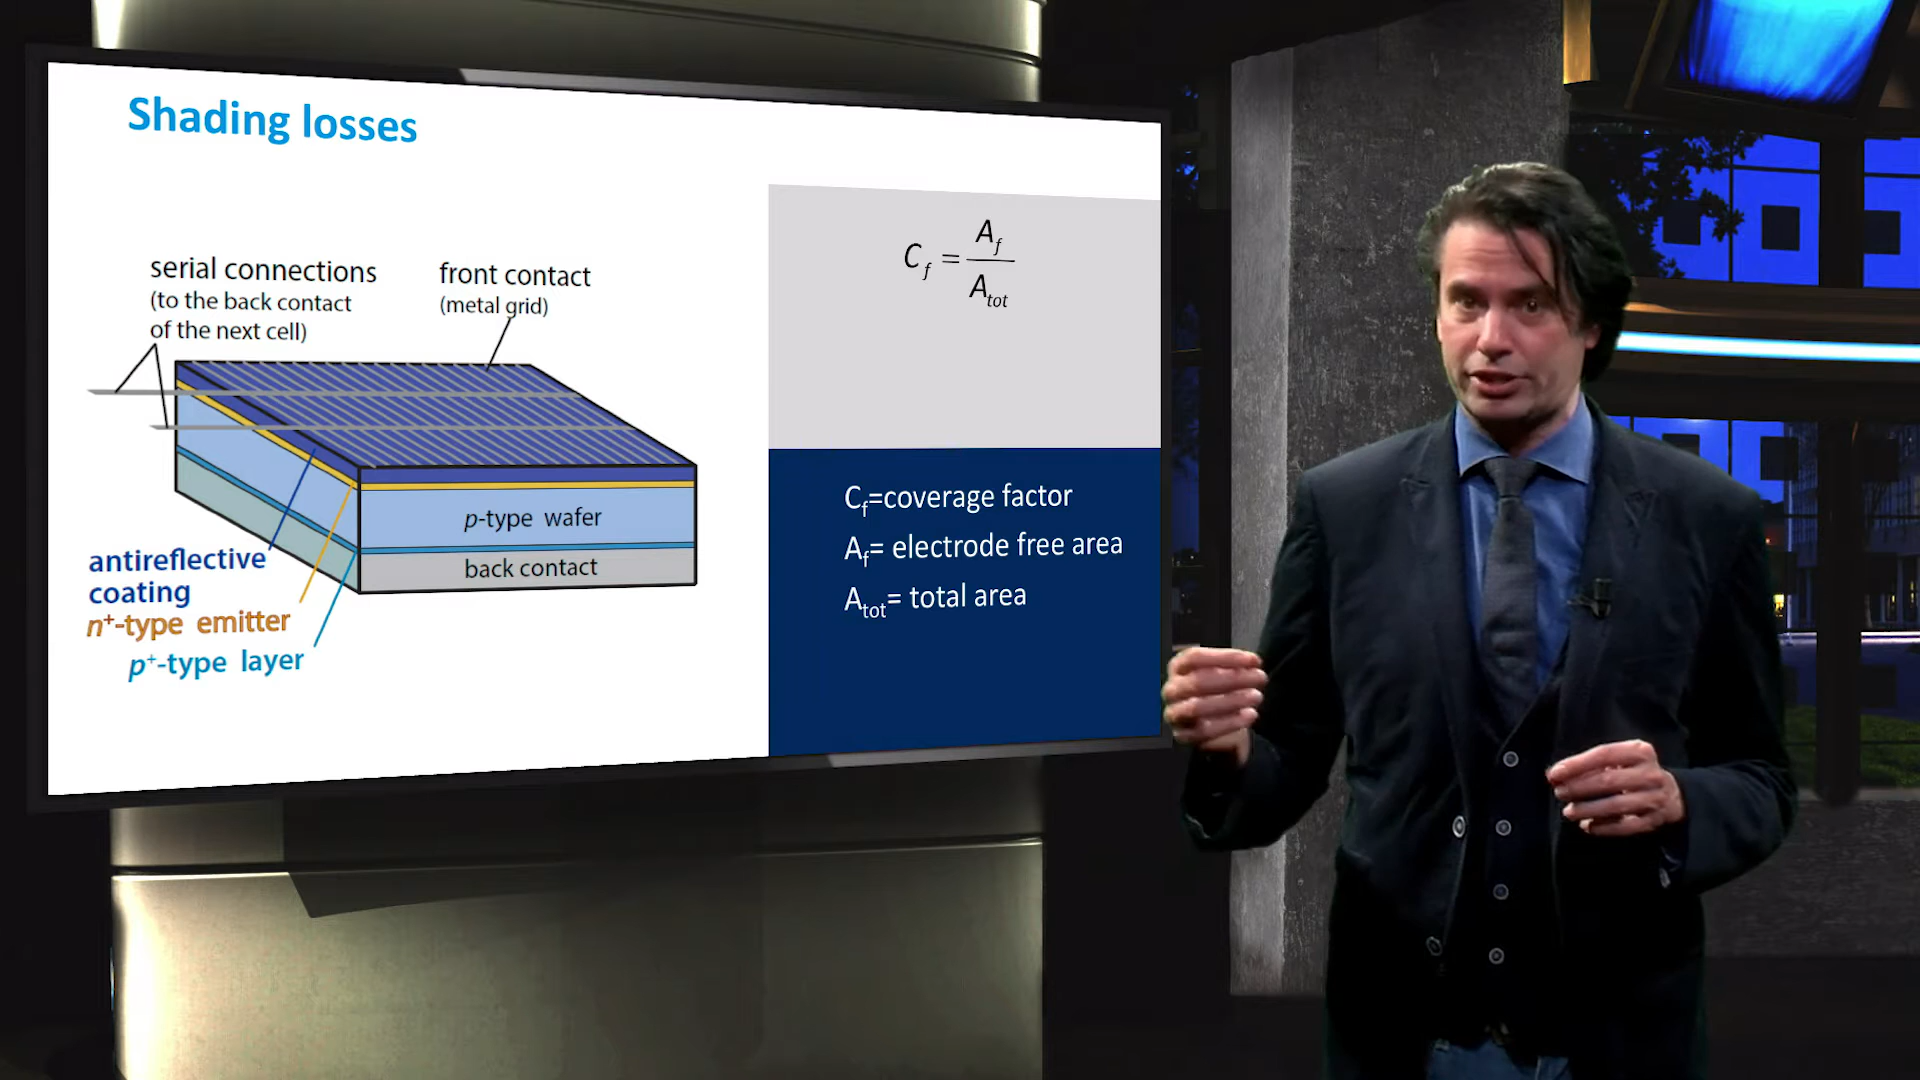 Shading losses
serial connections
(to the back contact
of the next cell)
front contact
(metal grid)
p-type wafer
back contact
antireflective
coating
n⁺-type emitter
p⁺-type layer
C_f = A_f / A_tot
C_f=coverage factor
A_f= electrode free area
A_tot= total area